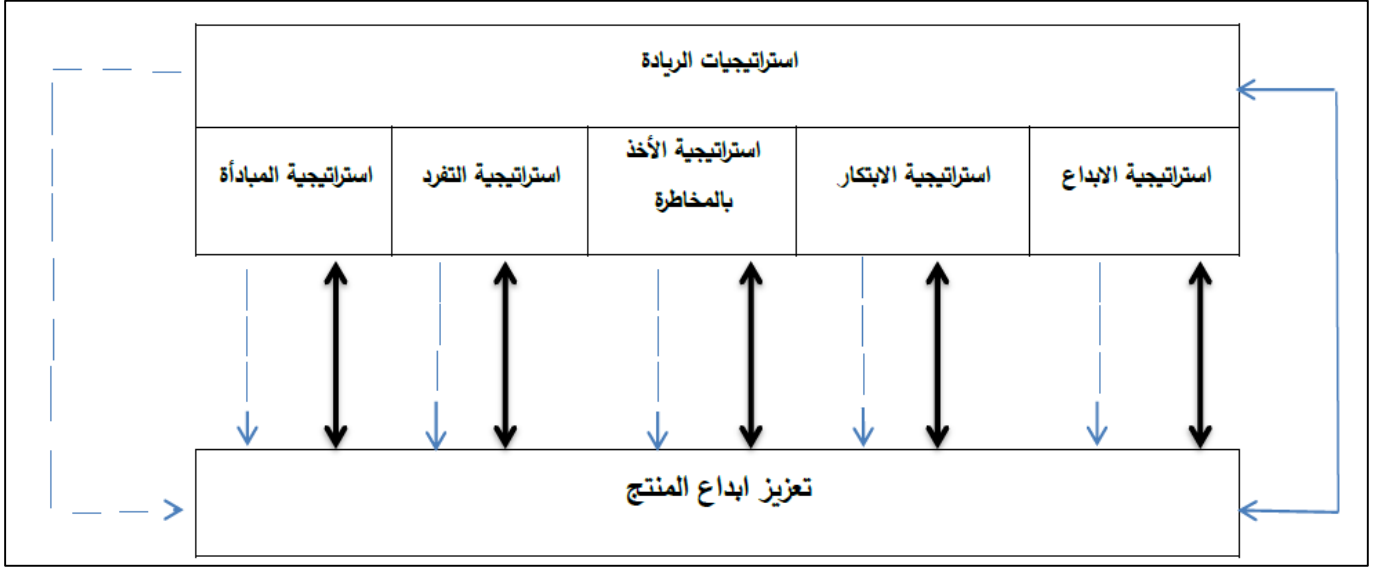 استراتيجيات الريادة
استراتيجية الابداع
استراتيجية الابتكار
استراتيجية الأخذ
بالمخاطرة
استراتيجية التفرد
استراتيجية المبادأة
تعزيز ابداع المنتج